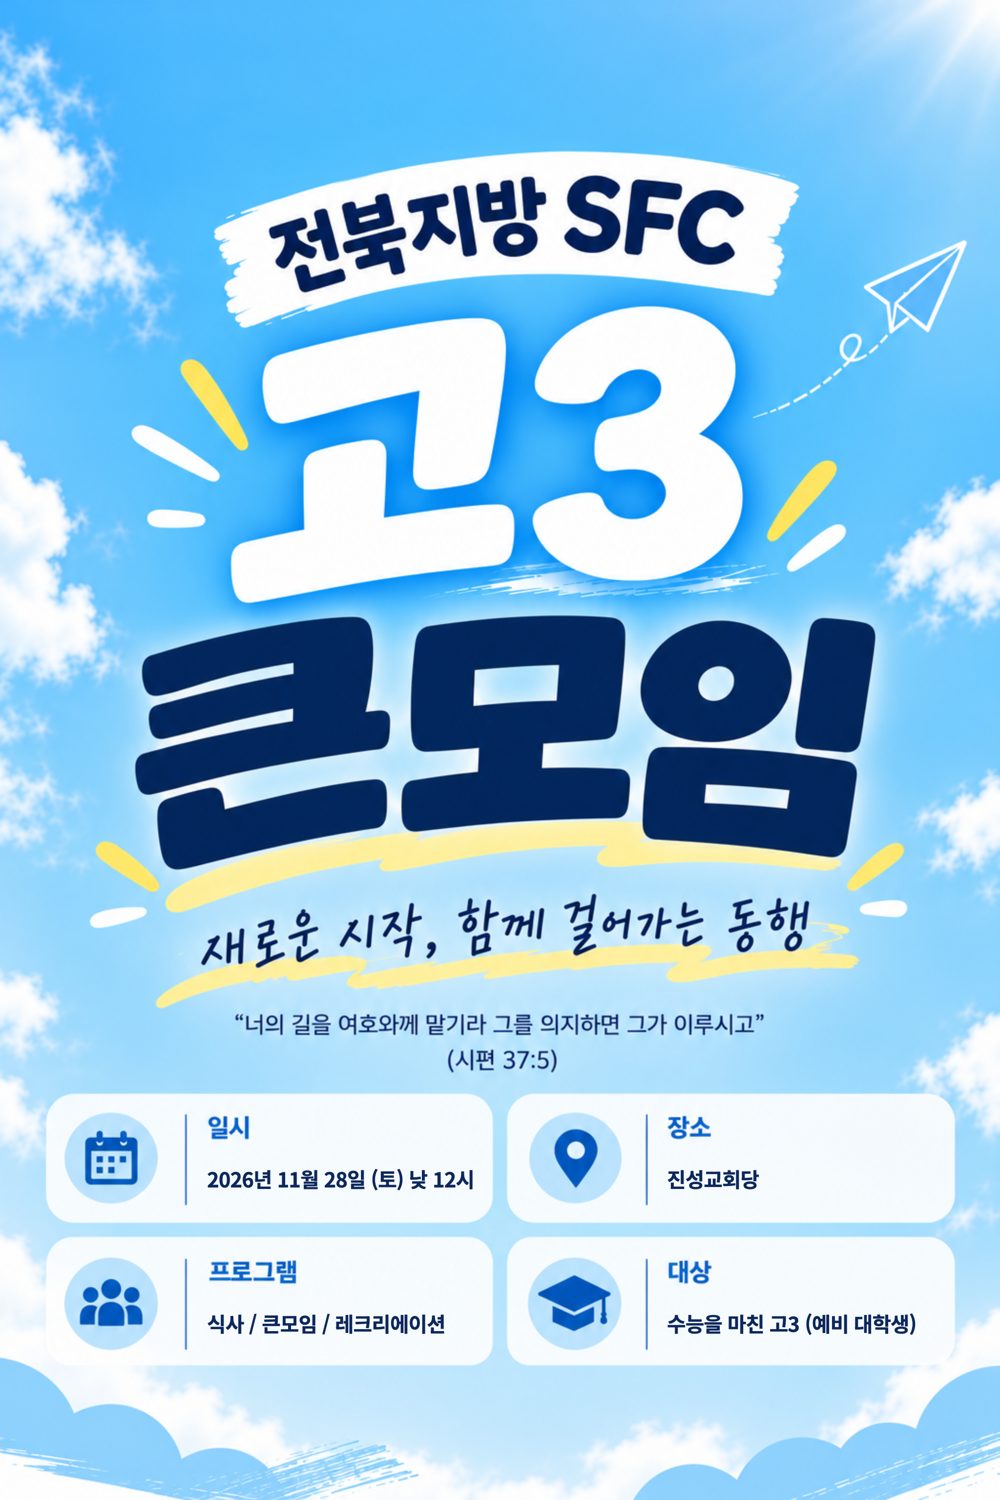 전북지방 SFC
고3
큰모임
새로운 시작, 함께 걸어가는 동행
“너의 길을 여호와께 맡기라 그를 의지하면 그가 이루시고”
(시편 37:5)
일시
2026년 11월 28일 (토) 낮 12시
장소
진성교회당
프로그램
식사 / 큰모임 / 레크리에이션
대상
수능을 마친 고3 (예비 대학생)